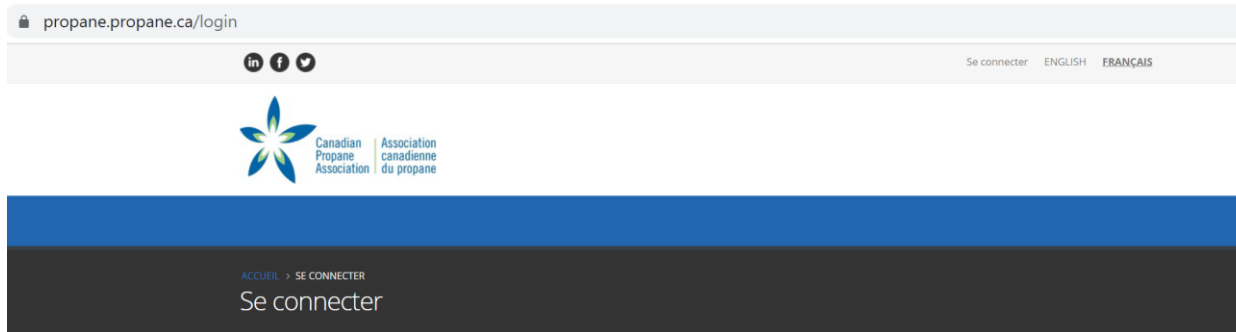 propane.propane.ca/login
in f
Se connecter ENGLISH FRANÇAIS
Canadian Propane Association
Association canadienne du propane
ACCUEIL > SE CONNECTER
Se connecter